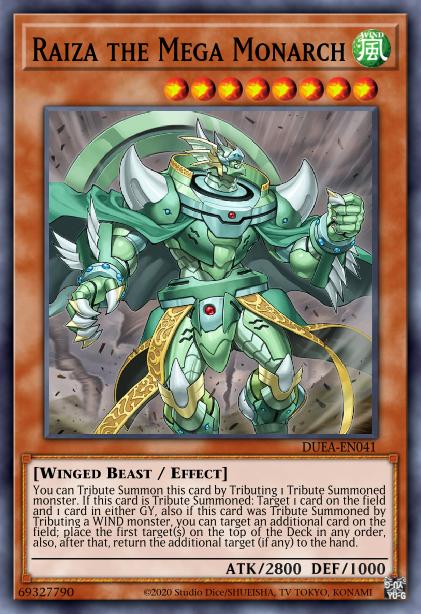 Raiza the Mega Monarch
WIND
風
DUEA-EN041
[Winged Beast / Effect]
You can Tribute Summon this card by Tributing 1 Tribute Summoned
monster. If this card is Tribute Summoned: Target 1 card on the field
and 1 card in either GY, also if this card was Tribute Summoned by
Tributing a WIND monster, you can target an additional card on the
field; place the first target(s) on the top of the Deck in any order,
also, after that, return the additional target (if any) to the hand.
ATK/2800 DEF/1000
69327790
©2020 Studio Dice/SHUEISHA, TV TOKYO, KONAMI